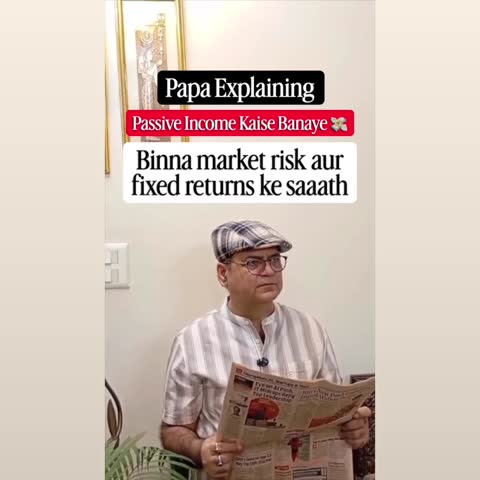 Papa Explaining
Passive Income Kaise Banaye 💸
Binna market risk aur
fixed returns ke saaath